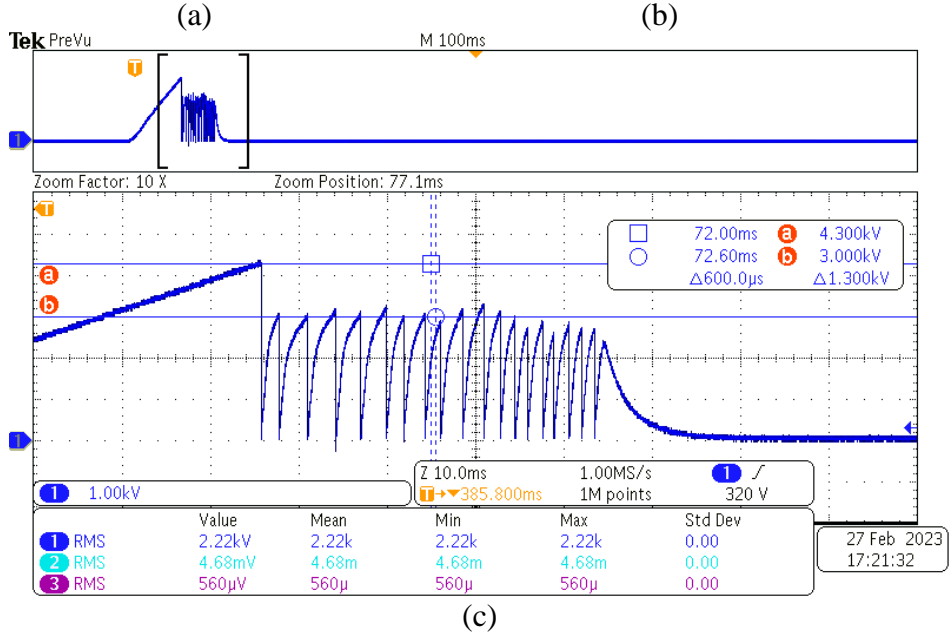 (a) (b)
Tek PreVu M 100ms
T
1
Zoom Factor: 10 X Zoom Position: 77.1ms
T
72.00ms a 4.300kV
72.60ms b 3.000kV
Δ600.0µs Δ1.300kV
a
b
1
Z 10.0ms 1.00MS/s 1
T→▼385.800ms 1M points 320 V
1 1.00kV
Value Mean Min Max Std Dev
1 RMS 2.22kV 2.22k 2.22k 2.22k 0.00
2 RMS 4.68mV 4.68m 4.68m 4.68m 0.00
3 RMS 560µV 560µ 560µ 560µ 0.00
27 Feb 2023
17:21:32
(c)